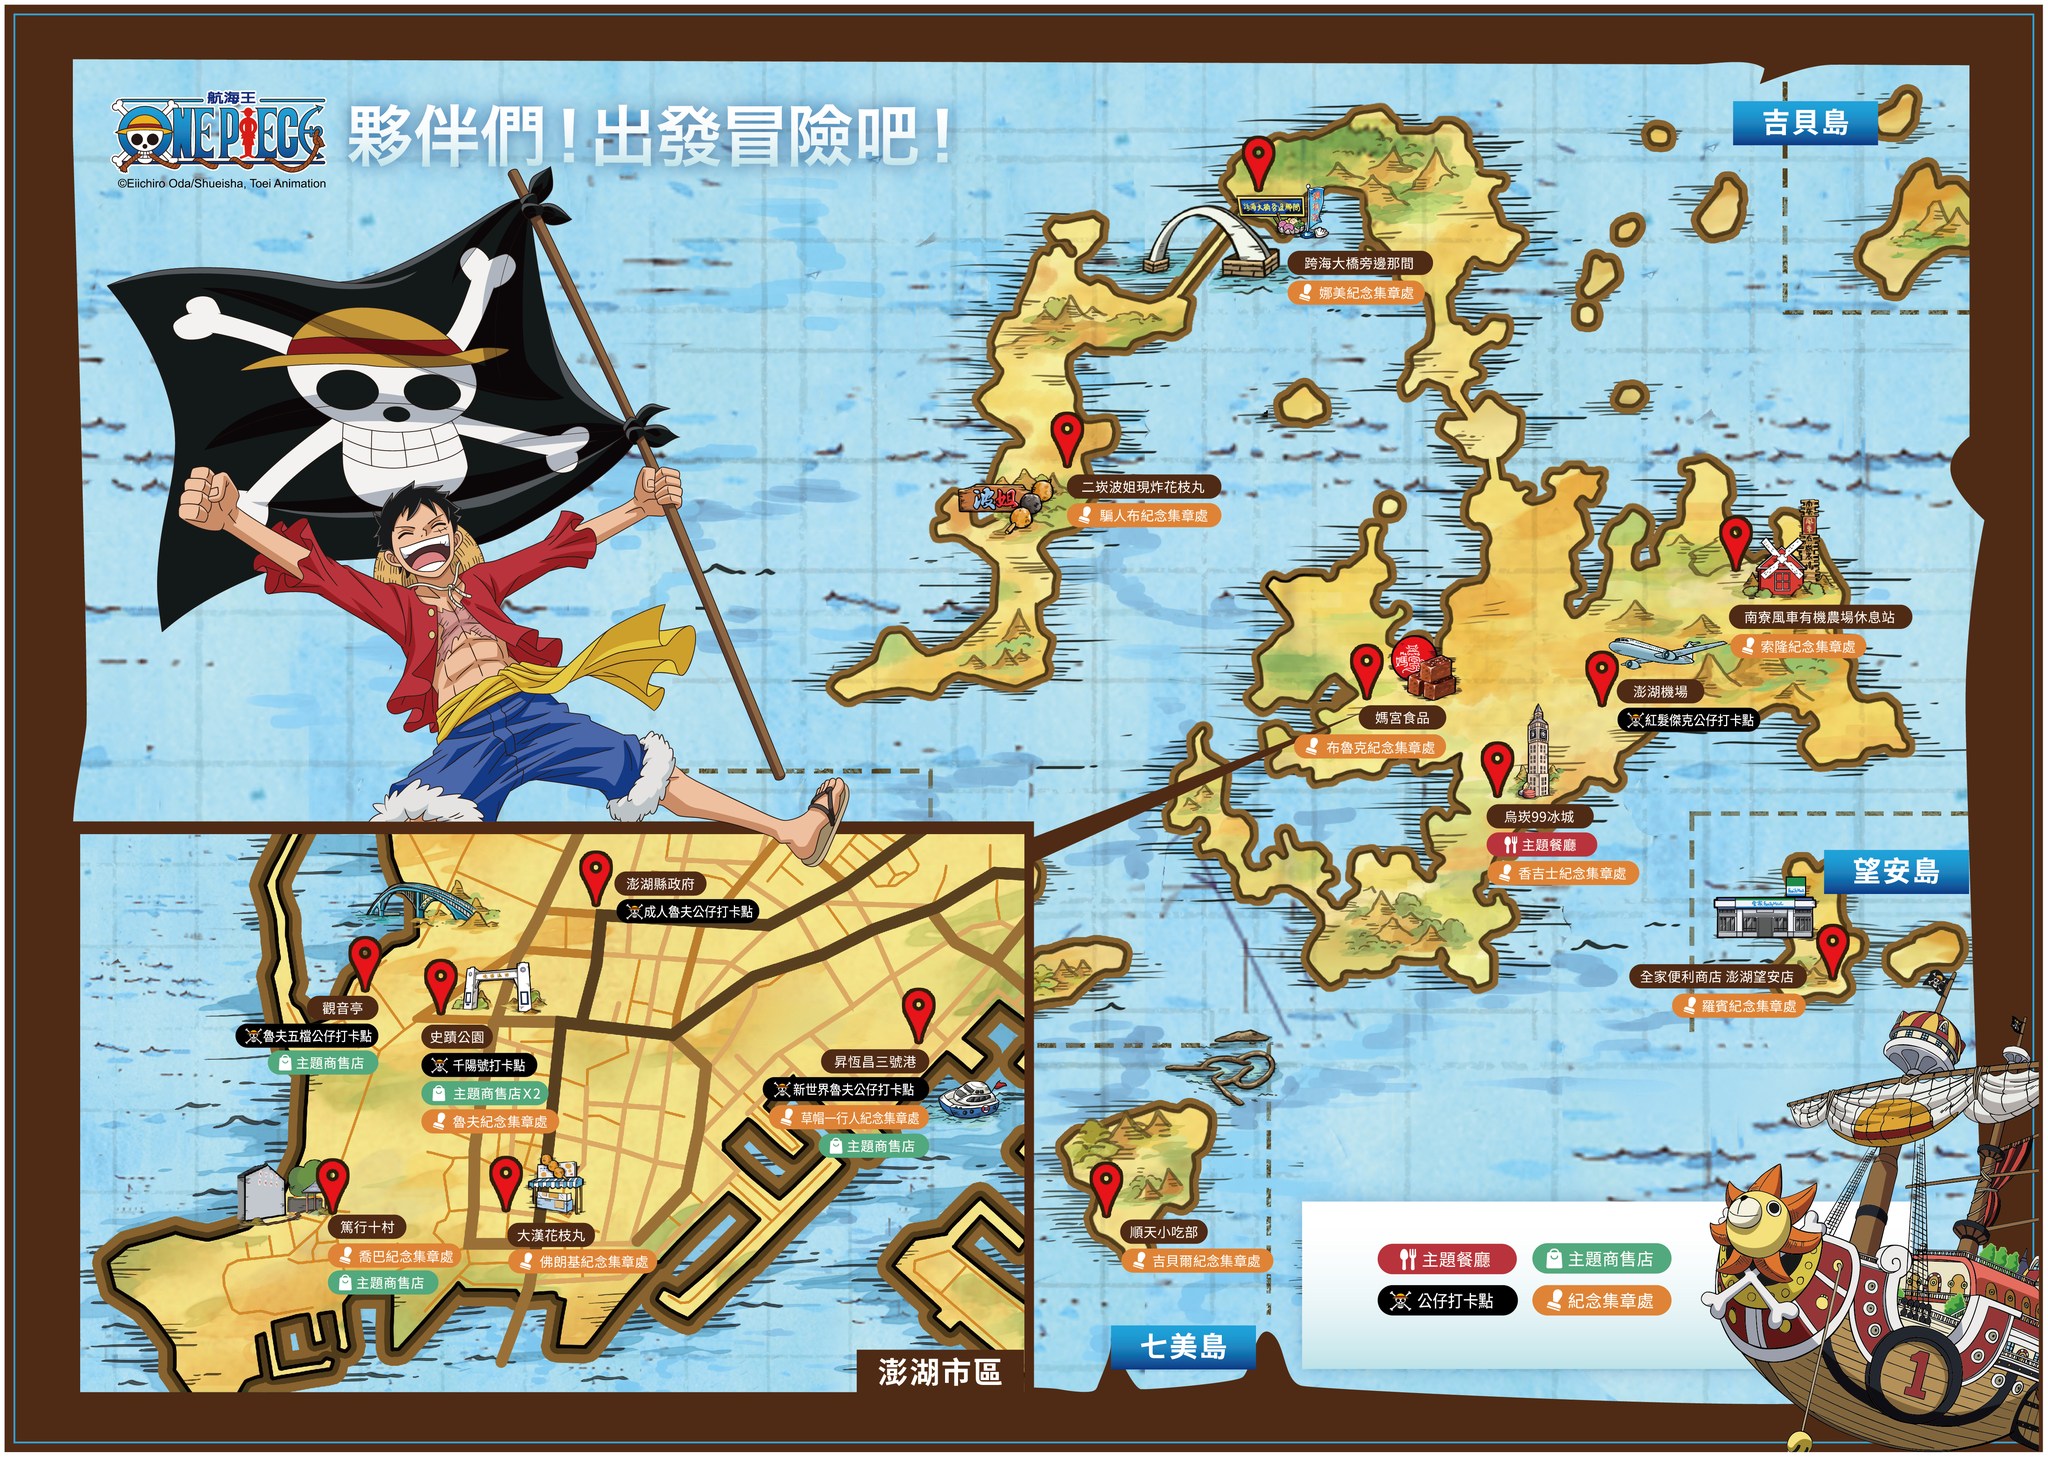 航海王
ONE PIECE
©Eiichiro Oda/Shueisha, Toei Animation
夥伴們！出發冒險吧！
吉貝島
跨海大橋旁邊那間
跨海大橋旁邊那間
娜美紀念集章處
波姐
二崁波姐現炸花枝丸
騙人布紀念集章處
南寮風車有機農場休息站
索隆紀念集章處
媽宮
媽宮食品
布魯克紀念集章處
澎湖機場
紅髮傑克公仔打卡點
烏崁99冰城
主題餐廳
香吉士紀念集章處
望安島
全家便利商店 澎湖望安店
羅賓紀念集章處
澎湖縣政府
成人魯夫公仔打卡點
觀音亭
魯夫五檔公仔打卡點
主題商售店
史蹟公園
千陽號打卡點
主題商售店X2
魯夫紀念集章處
昇恆昌三號港
新世界魯夫公仔打卡點
草帽一行人紀念集章處
主題商售店
篤行十村
喬巴紀念集章處
主題商售店
大漢花枝丸
佛朗基紀念集章處
澎湖市區
順天小吃部
吉貝爾紀念集章處
七美島
主題餐廳
主題商售店
公仔打卡點
紀念集章處
1